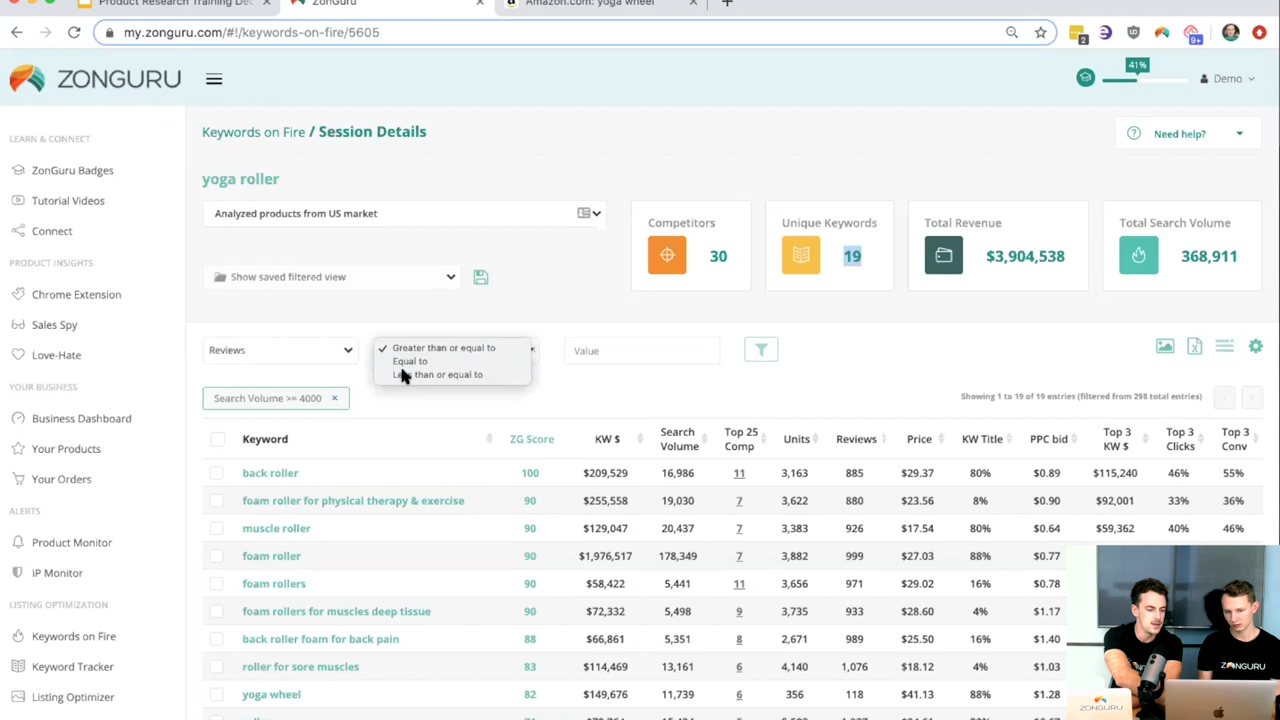 Product Research Training De
ZonGuru
Amazon.com: yoga wheel
my.zonguru.com/#!/keywords-on-fire/5605
2
9+
ZONGURU
41%
Demo
LEARN & CONNECT
ZonGuru Badges
Tutorial Videos
Connect
PRODUCT INSIGHTS
Chrome Extension
Sales Spy
Love-Hate
YOUR BUSINESS
Business Dashboard
Your Products
Your Orders
ALERTS
Product Monitor
iP Monitor
LISTING OPTIMIZATION
Keywords on Fire
Keyword Tracker
Listing Optimizer
Keywords on Fire / Session Details
Need help?
yoga roller
Analyzed products from US market
Show saved filtered view
Competitors
30
Unique Keywords
19
Total Revenue
$3,904,538
Total Search Volume
368,911
Reviews
Greater than or equal to
Equal to
Less than or equal to
Value
Search Volume >= 4000 ×
Showing 1 to 19 of 19 entries (filtered from 298 total entries)
Keyword ZG Score KW $ Search Volume Top 25 Comp Units Reviews Price KW Title PPC bid Top 3 KW $ Top 3 Clicks Top 3 Conv
back roller 100 $209,529 16,986 11 3,163 885 $29.37 80% $0.89 $115,240 46% 55%
foam roller for physical therapy & exercise 90 $255,558 19,030 7 3,622 880 $23.56 8% $0.90 $92,001 33% 36%
muscle roller 90 $129,047 20,437 7 3,383 926 $17.54 80% $0.64 $59,362 40% 46%
foam roller 90 $1,976,517 178,349 7 3,882 999 $27.03 88% $0.77
foam rollers 90 $58,422 5,441 11 3,656 971 $29.02 16% $0.78
foam rollers for muscles deep tissue 90 $72,332 5,498 9 3,735 933 $28.60 4% $1.17
back roller foam for back pain 88 $66,861 5,351 8 2,671 989 $25.50 16% $1.40
roller for sore muscles 83 $114,469 13,161 6 4,140 1,076 $18.12 4% $1.03
yoga wheel 82 $149,676 11,739 6 356 118 $41.13 88% $1.28
ZONGURU
ZONGURU